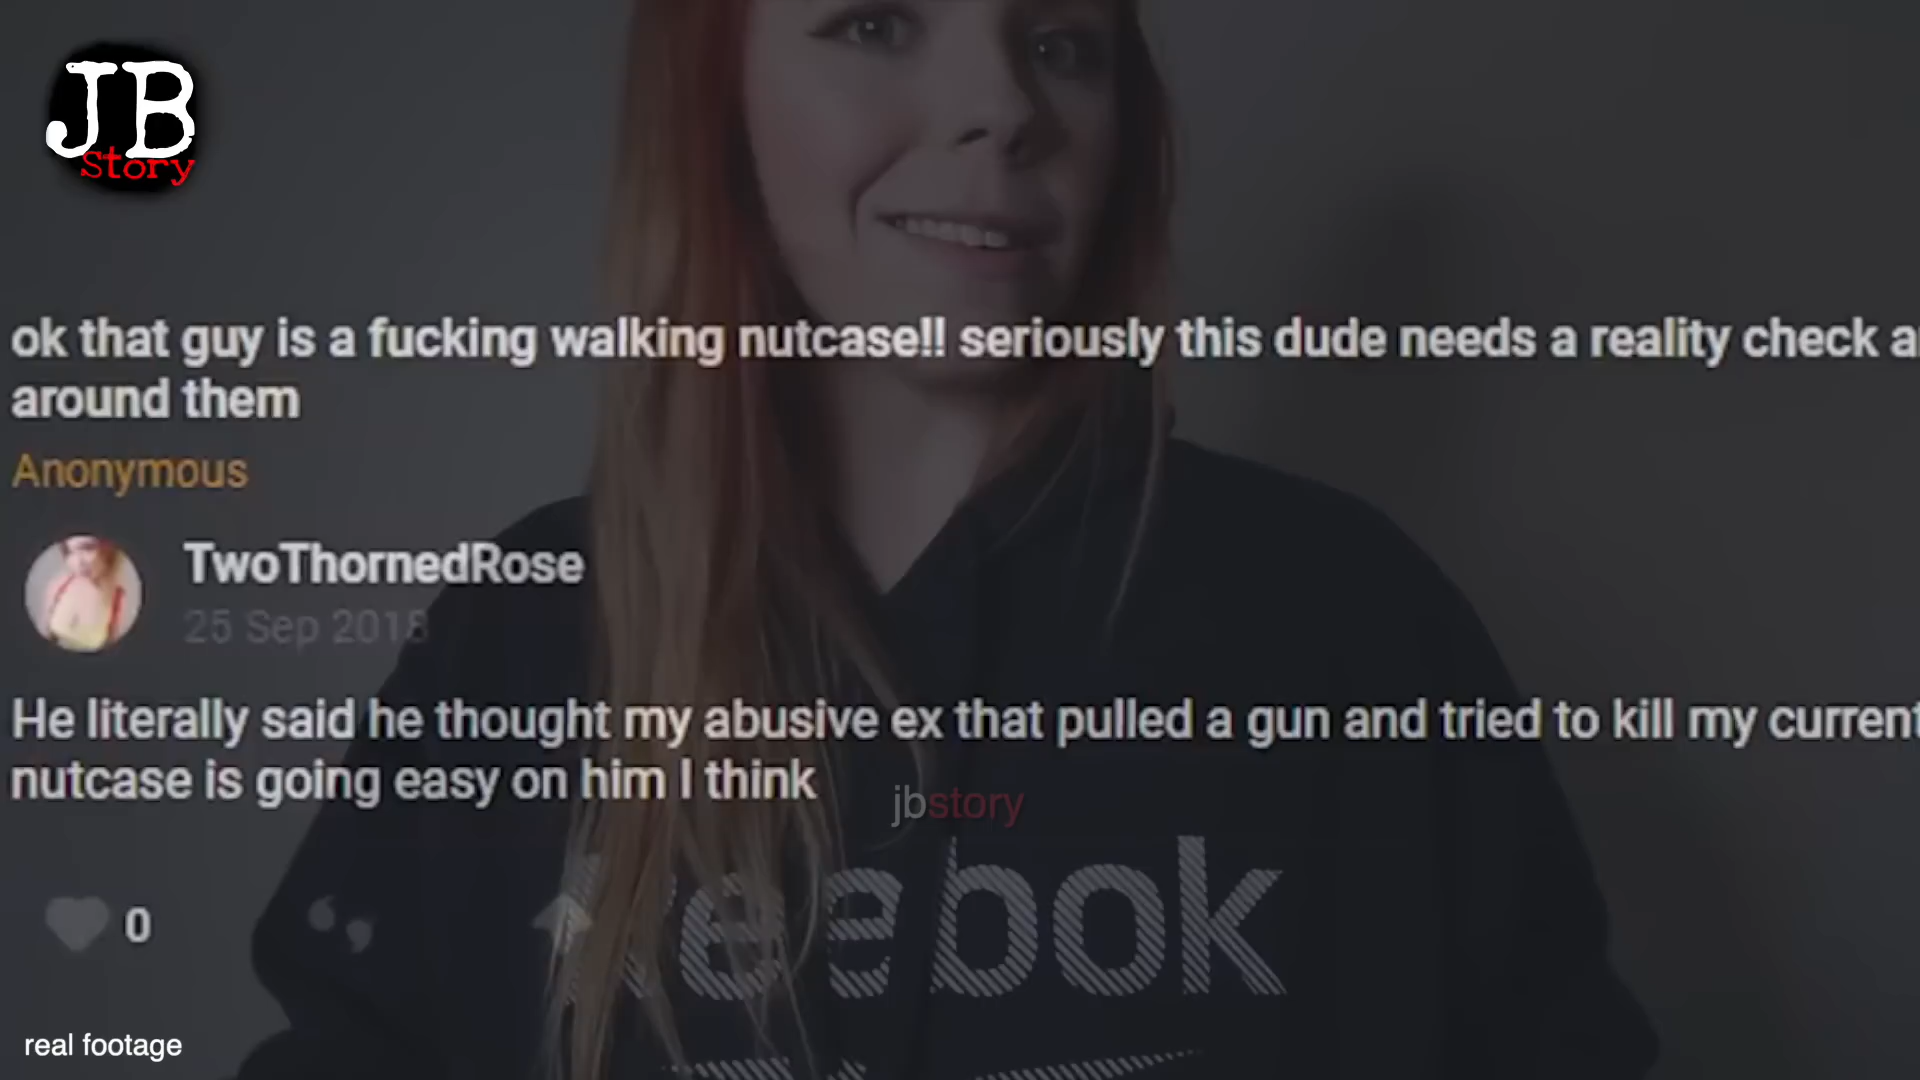 JB
Story
ok that guy is a fucking walking nutcase!! seriously this dude needs a reality check
around them
Anonymous
TwoThornedRose
25 Sep 2018
He literally said he thought my abusive ex that pulled a gun and tried to kill my current
nutcase is going easy on him I think
jbstory
0
Reebok
real footage